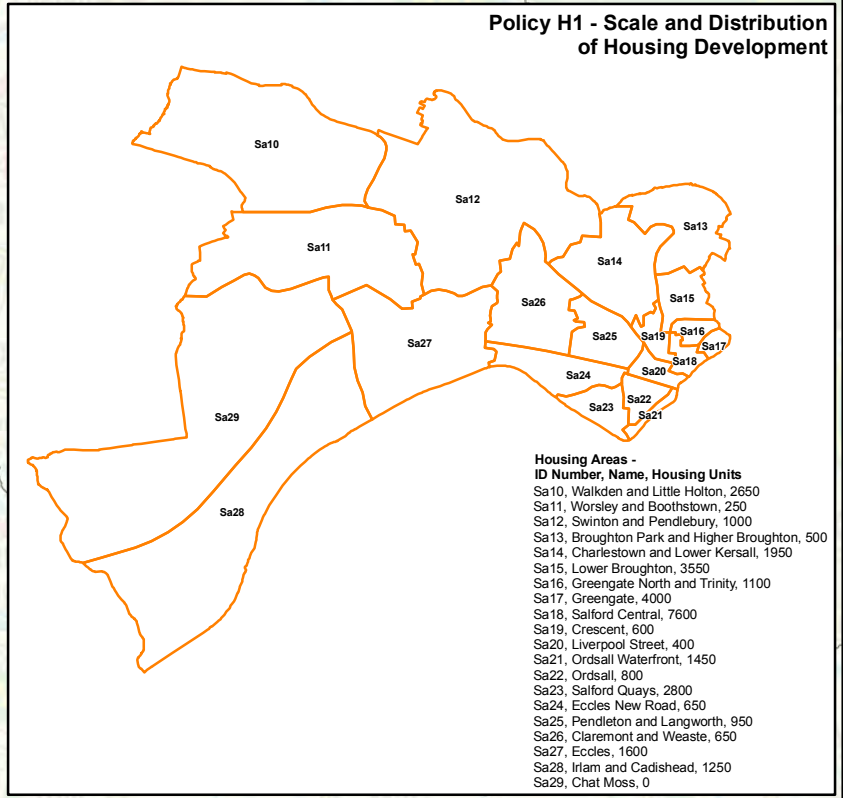 Policy H1 - Scale and Distribution
of Housing Development
Sa10
Sa12
Sa13
Sa11
Sa14
Sa15
Sa26
Sa16
Sa19
Sa25
Sa27
Sa17
Sa18
Sa20
Sa24
Sa22
Sa23
Sa21
Sa29
Sa28
Housing Areas -
ID Number, Name, Housing Units
Sa10, Walkden and Little Holton, 2650
Sa11, Worsley and Boothstown, 250
Sa12, Swinton and Pendlebury, 1000
Sa13, Broughton Park and Higher Broughton, 500
Sa14, Charlestown and Lower Kersall, 1950
Sa15, Lower Broughton, 3550
Sa16, Greengate North and Trinity, 1100
Sa17, Greengate, 4000
Sa18, Salford Central, 7600
Sa19, Crescent, 600
Sa20, Liverpool Street, 400
Sa21, Ordsall Waterfront, 1450
Sa22, Ordsall, 800
Sa23, Salford Quays, 2800
Sa24, Eccles New Road, 650
Sa25, Pendleton and Langworth, 950
Sa26, Claremont and Weaste, 650
Sa27, Eccles, 1600
Sa28, Irlam and Cadishead, 1250
Sa29, Chat Moss, 0